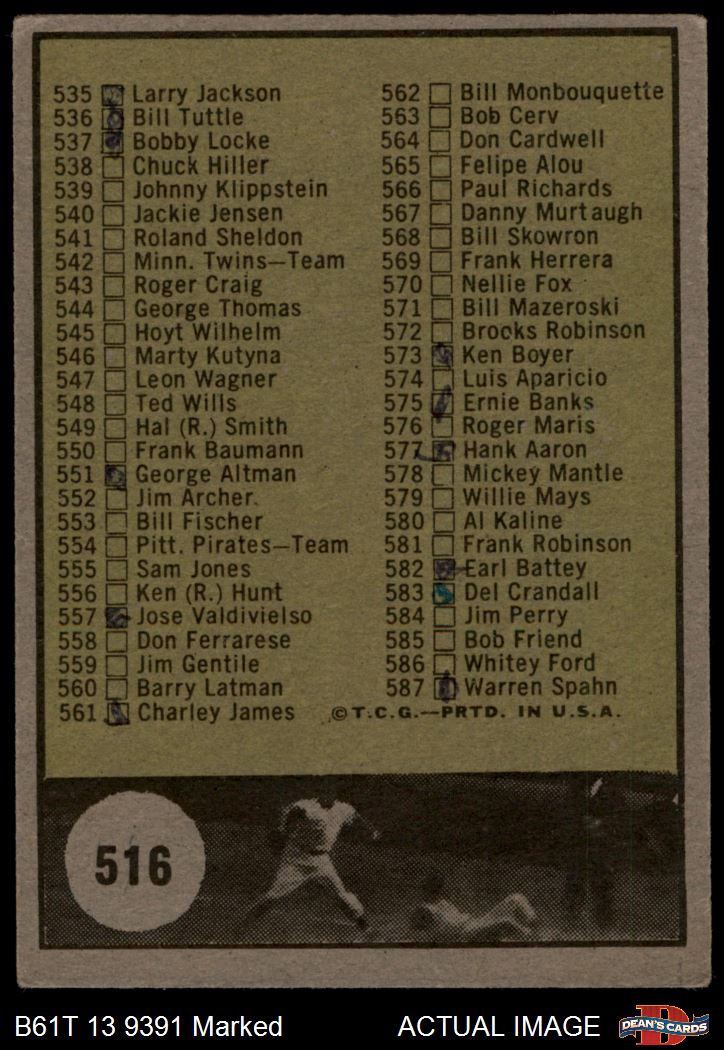 535 Larry Jackson
536 Bill Tuttle
537 Bobby Locke
538 Chuck Hiller
539 Johnny Klippstein
540 Jackie Jensen
541 Roland Sheldon
542 Minn. Twins—Team
543 Roger Craig
544 George Thomas
545 Hoyt Wilhelm
546 Marty Kutyna
547 Leon Wagner
548 Ted Wills
549 Hal (R.) Smith
550 Frank Baumann
551 George Altman
552 Jim Archer.
553 Bill Fischer
554 Pitt. Pirates—Team
555 Sam Jones
556 Ken (R.) Hunt
557 Jose Valdivielso
558 Don Ferrarese
559 Jim Gentile
560 Barry Latman
561 Charley James
562 Bill Monbouquette
563 Bob Cerv
564 Don Cardwell
565 Felipe Alou
566 Paul Richards
567 Danny Murtaugh
568 Bill Skowron
569 Frank Herrera
570 Nellie Fox
571 Bill Mazeroski
572 Brooks Robinson
573 Ken Boyer
574 Luis Aparicio
575 Ernie Banks
576 Roger Maris
577 Hank Aaron
578 Mickey Mantle
579 Willie Mays
580 Al Kaline
581 Frank Robinson
582 Earl Battey
583 Del Crandall
584 Jim Perry
585 Bob Friend
586 Whitey Ford
587 Warren Spahn
©T.C.G.—PRTD. IN U.S.A.
516
B61T 13 9391 Marked
ACTUAL IMAGE
D
DEAN'S CARDS